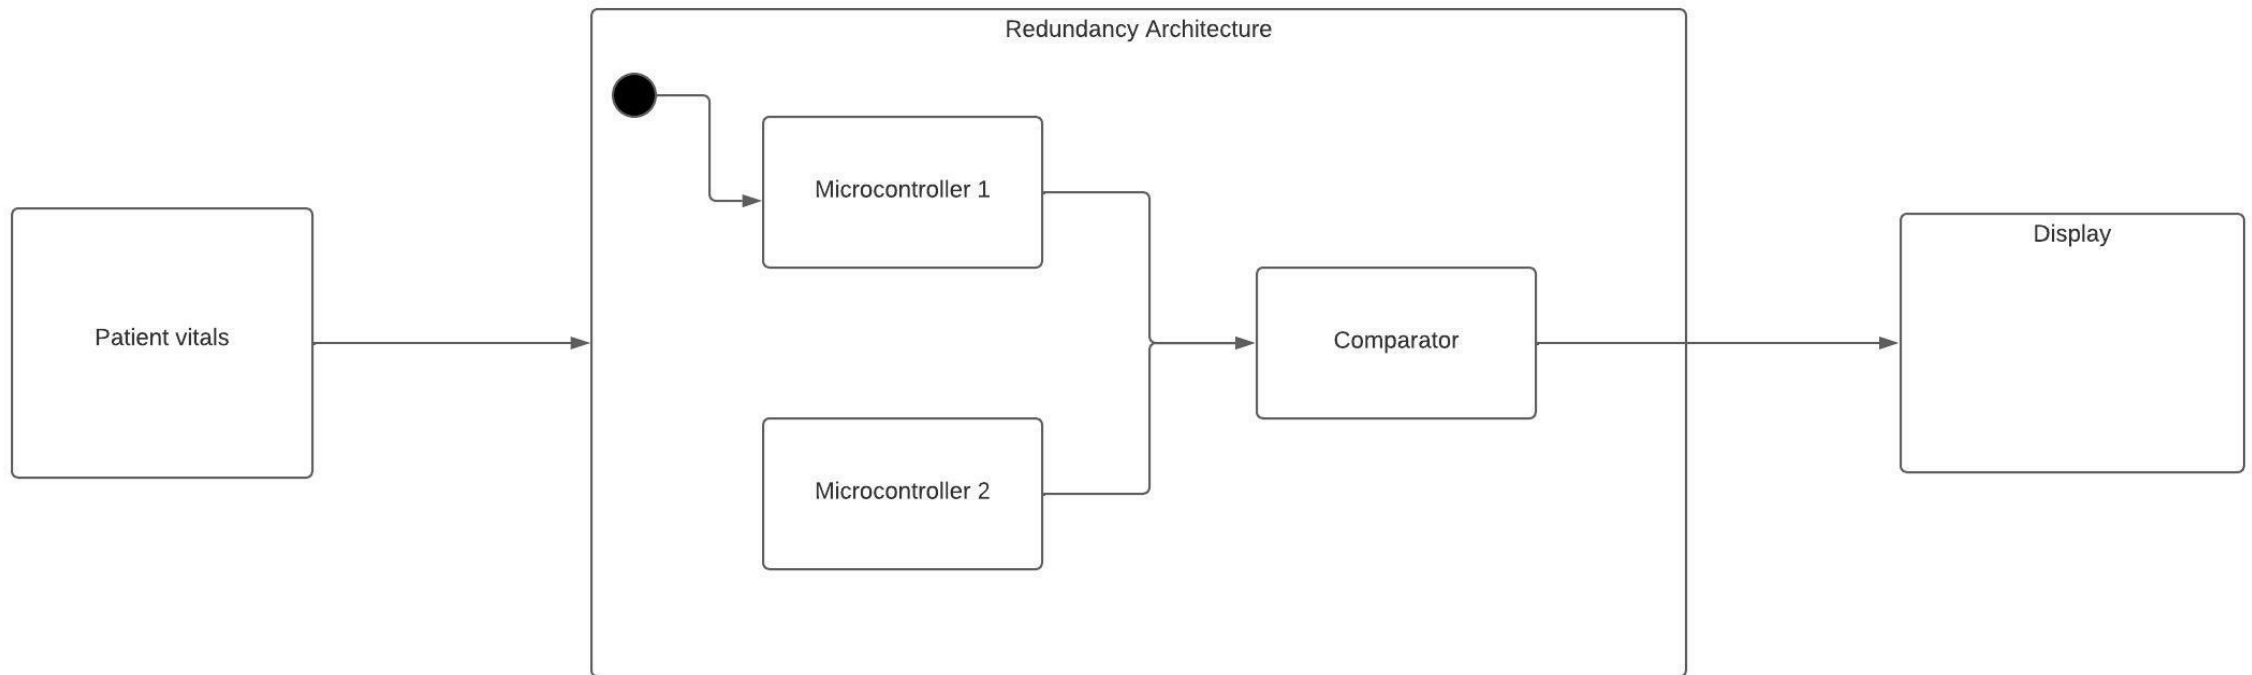 Redundancy Architecture
Microcontroller 1
Display
Patient vitals
Comparator
Microcontroller 2